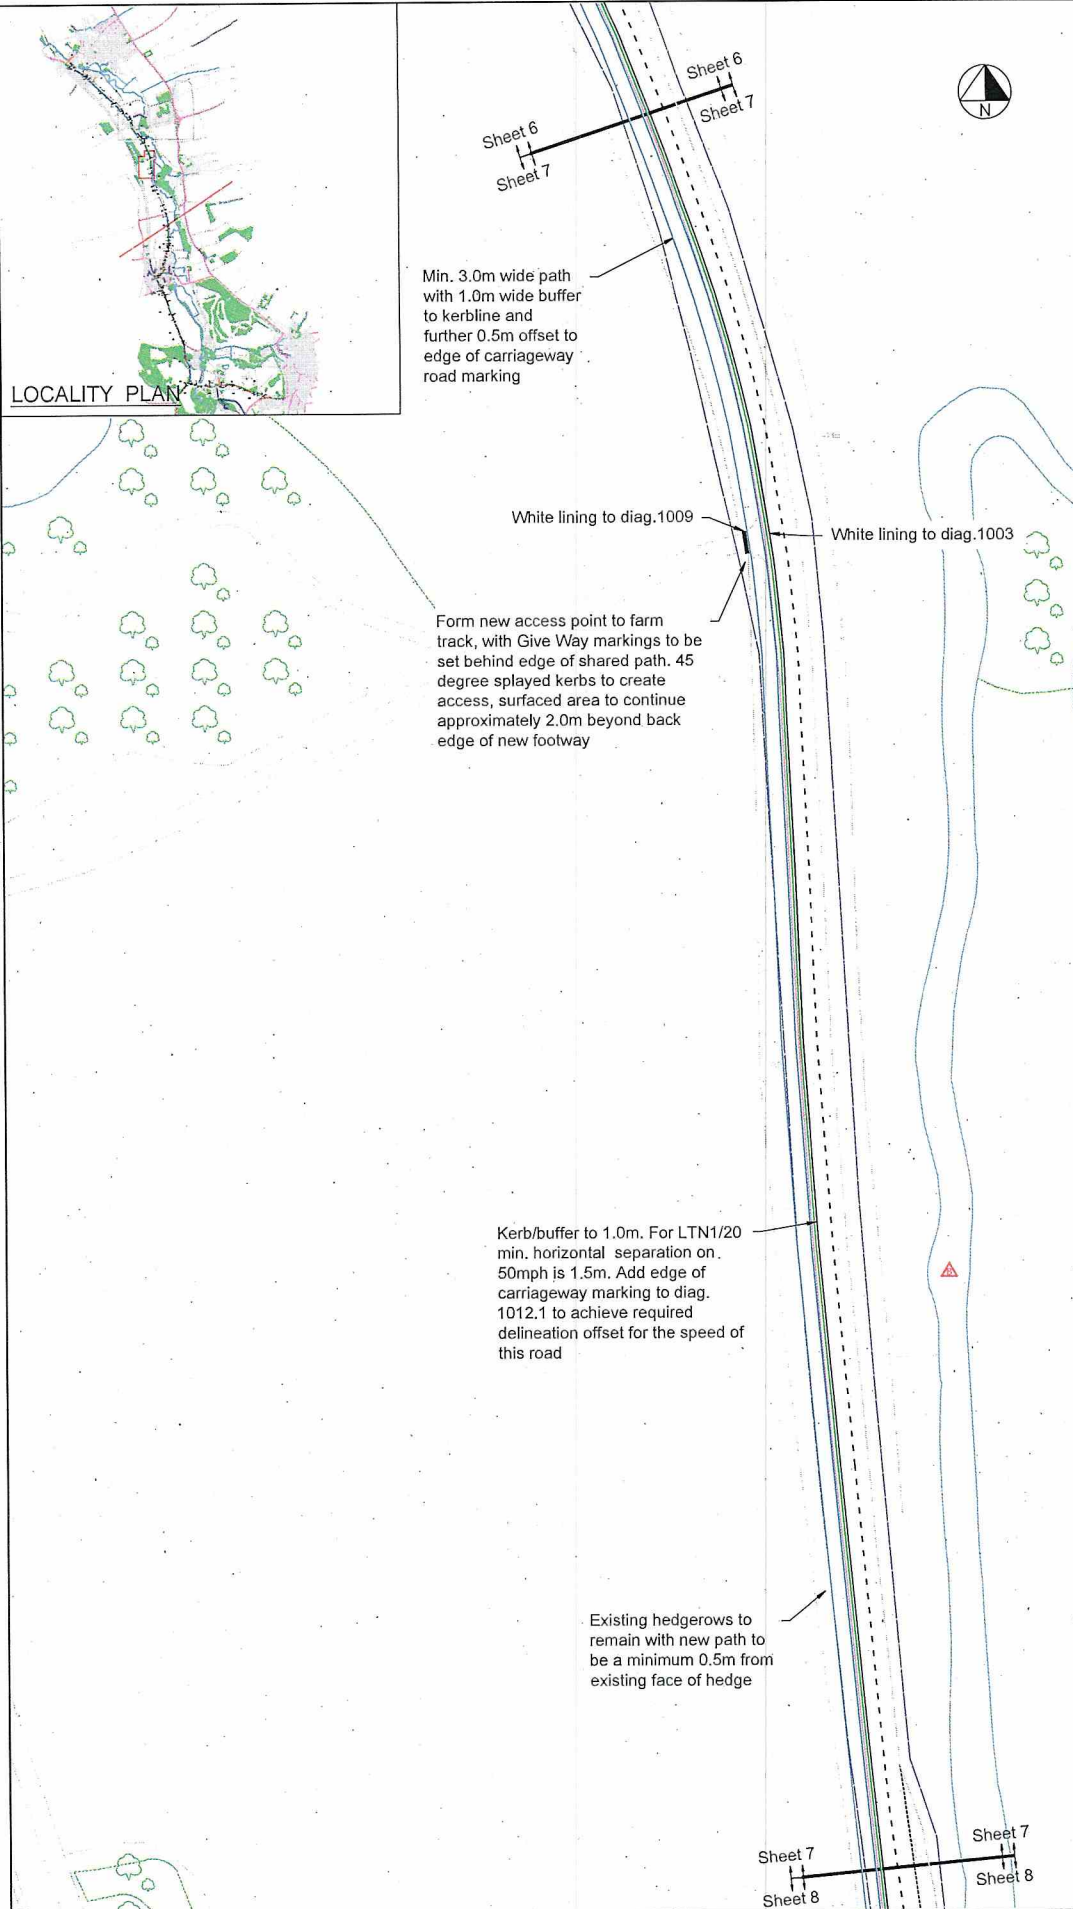 LOCALITY PLAN
Sheet 6
Sheet 7
Sheet 6
Sheet 7
N
Min. 3.0m wide path
with 1.0m wide buffer
to kerbline and
further 0.5m offset to
edge of carriageway
road marking
White lining to diag.1009
White lining to diag.1003
Form new access point to farm
track, with Give Way markings to be
set behind edge of shared path. 45
degree splayed kerbs to create
access, surfaced area to continue
approximately 2.0m beyond back
edge of new footway
Kerb/buffer to 1.0m. For LTN1/20
min. horizontal separation on
50mph is 1.5m. Add edge of
carriageway marking to diag.
1012.1 to achieve required
delineation offset for the speed of
this road
Existing hedgerows to
remain with new path to
be a minimum 0.5m from
existing face of hedge
Sheet 7
Sheet 8
Sheet 7
Sheet 8